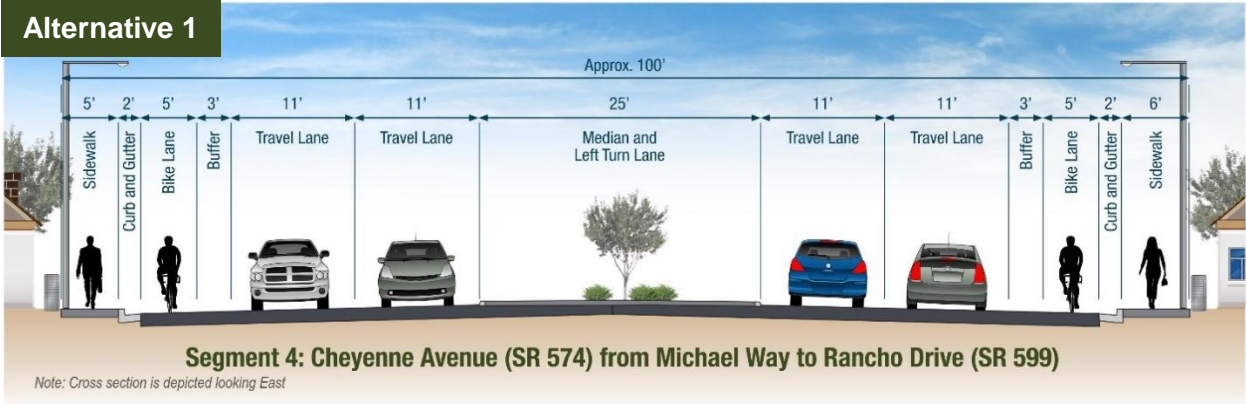 Alternative 1
Approx. 100'
5'
2'
5'
3'
11'
11'
25'
11'
11'
3'
5'
2'
6'
Sidewalk
Curb and Gutter
Bike Lane
Buffer
Travel Lane
Travel Lane
Median and
Left Turn Lane
Travel Lane
Travel Lane
Buffer
Bike Lane
Curb and Gutter
Sidewalk
Segment 4: Cheyenne Avenue (SR 574) from Michael Way to Rancho Drive (SR 599)
Note: Cross section is depicted looking East